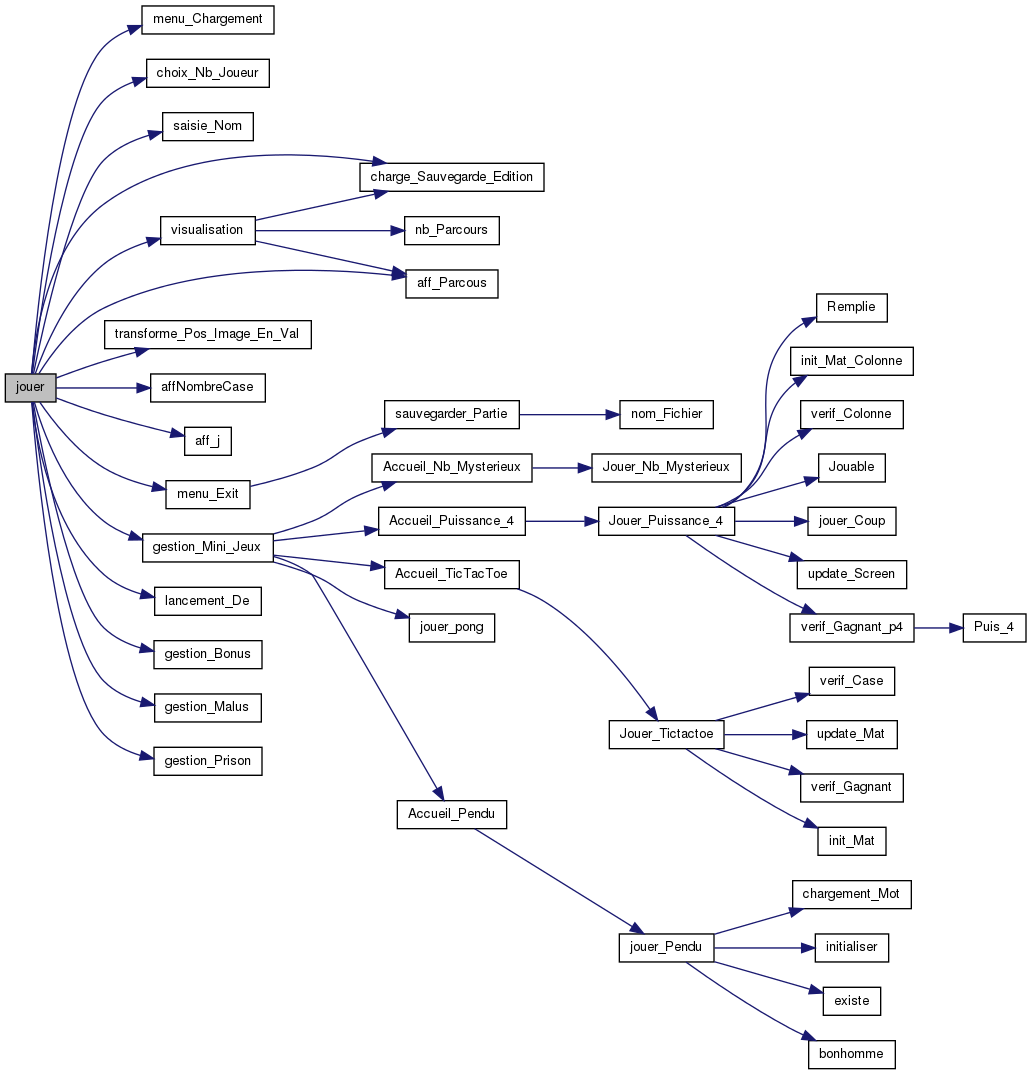 menu_Chargement
choix_Nb_Joueur
saisie_Nom
charge_Sauvegarde_Edition
visualisation
nb_Parcours
aff_Parcous
Remplie
transforme_Pos_Image_En_Val
init_Mat_Colonne
jouer
affNombreCase
sauvegarder_Partie
nom_Fichier
verif_Colonne
aff_j
Accueil_Nb_Mysterieux
Jouer_Nb_Mysterieux
Jouable
menu_Exit
Accueil_Puissance_4
Jouer_Puissance_4
jouer_Coup
gestion_Mini_Jeux
Accueil_TicTacToe
update_Screen
lancement_De
jouer_pong
verif_Gagnant_p4
Puis_4
gestion_Bonus
verif_Case
gestion_Malus
Jouer_Tictactoe
update_Mat
gestion_Prison
verif_Gagnant
Accueil_Pendu
init_Mat
chargement_Mot
jouer_Pendu
initialiser
existe
bonhomme